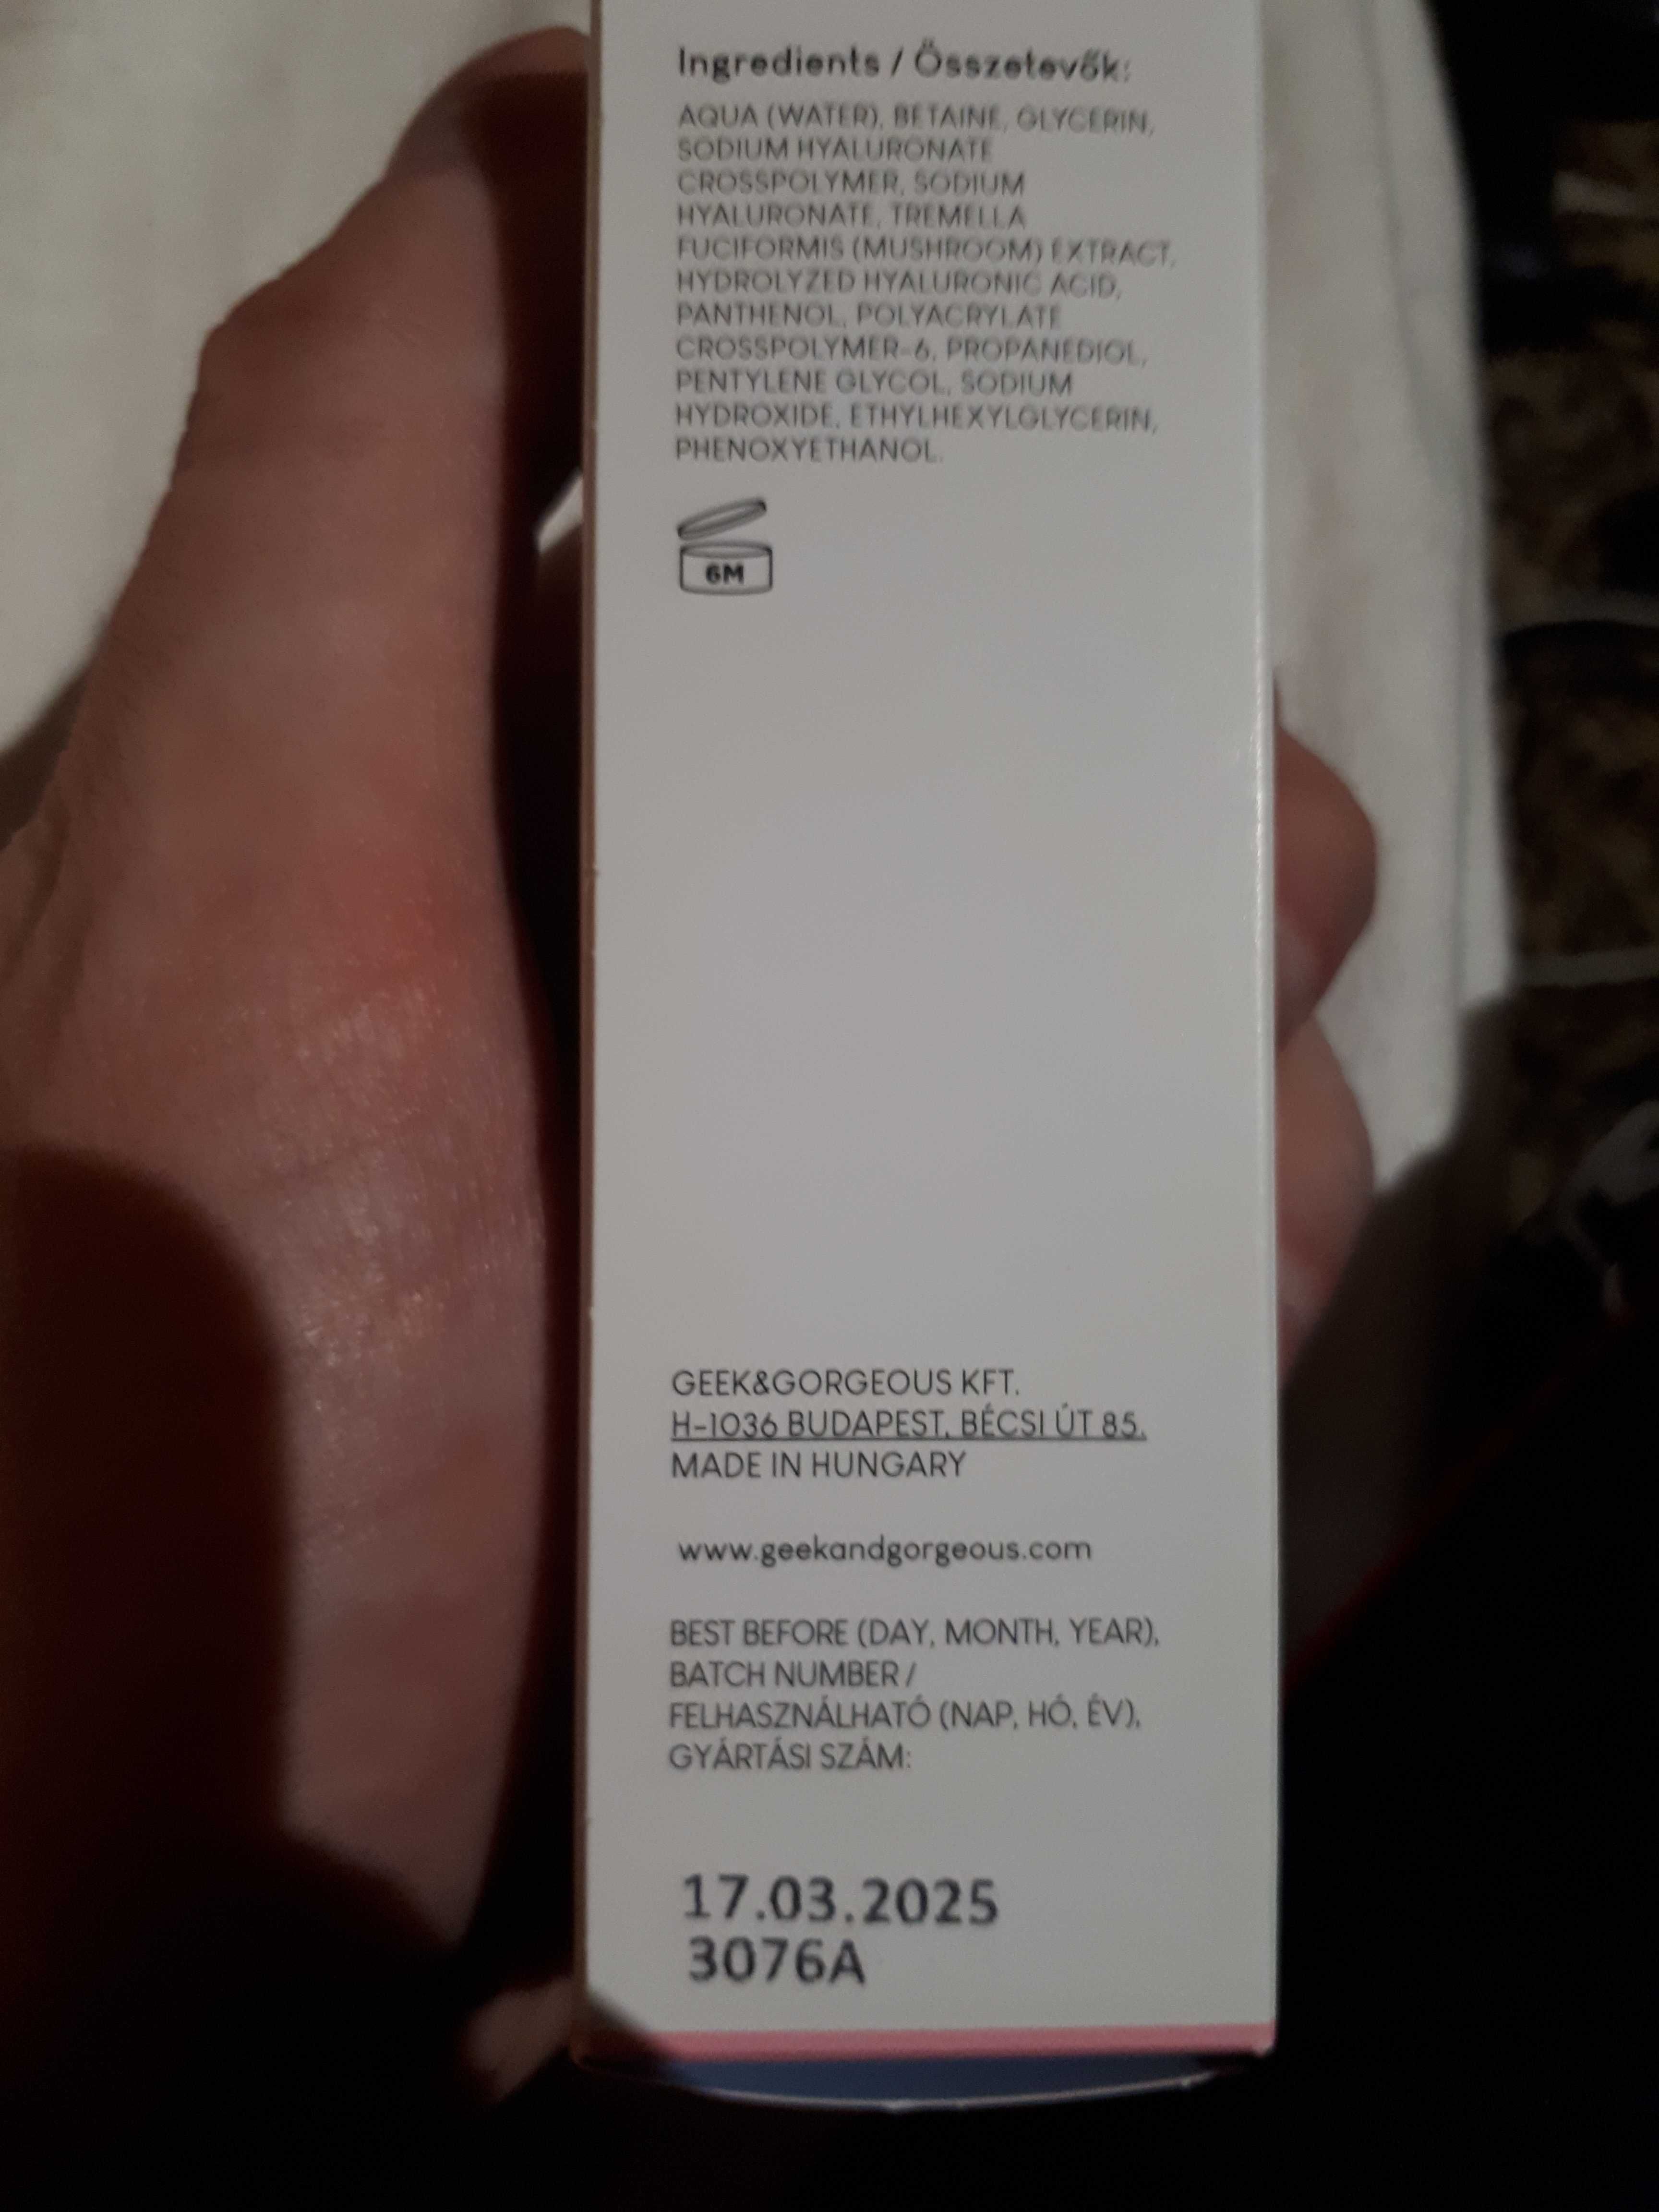 Ingredients / Összetevők:
AQUA (WATER), BETAINE, GLYCERIN,
SODIUM HYALURONATE
CROSSPOLYMER, SODIUM
HYALURONATE, TREMELLA
FUCIFORMIS (MUSHROOM) EXTRACT,
HYDROLYZED HYALURONIC ACID,
PANTHENOL, POLYACRYLATE
CROSSPOLYMER-6, PROPANEDIOL,
PENTYLENE GLYCOL, SODIUM
HYDROXIDE, ETHYLHEXYLGLYCERIN,
PHENOXYETHANOL.
6M
GEEK&GORGEOUS KFT.
H-1036 BUDAPEST, BÉCSI ÚT 85.
MADE IN HUNGARY
www.geekandgorgeous.com
BEST BEFORE (DAY, MONTH, YEAR),
BATCH NUMBER /
FELHASZNÁLHATÓ (NAP, HÓ, ÉV),
GYÁRTÁSI SZÁM:
17.03.2025
3076A